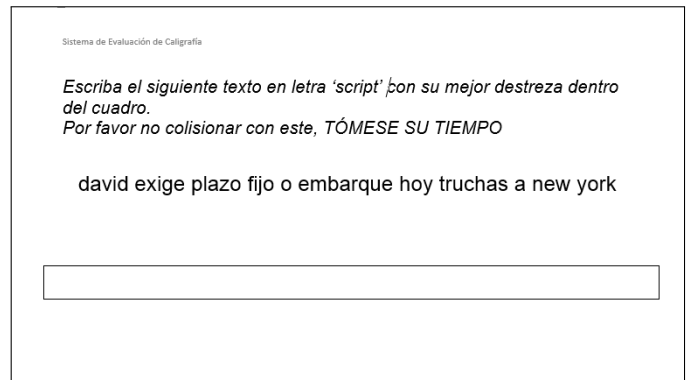 Sistema de Evaluación de Caligrafía
Escriba el siguiente texto en letra ‘script’ con su mejor destreza dentro
del cuadro.
Por favor no colisionar con este, TÓMESE SU TIEMPO
david exige plazo fijo o embarque hoy truchas a new york